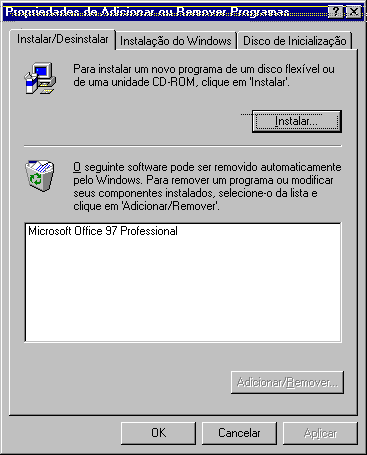 Propriedades de Adicionar ou Remover Programas
Instalar/Desinstalar
Instalação do Windows
Disco de Inicialização
Para instalar um novo programa de um disco flexível ou
de uma unidade CD-ROM, clique em 'Instalar'.
Instalar...
O seguinte software pode ser removido automaticamente
pelo Windows. Para remover um programa ou modificar
seus componentes instalados, selecione-o da lista e
clique em 'Adicionar/Remover'.
Microsoft Office 97 Professional
Adicionar/Remover...
OK
Cancelar
Aplicar